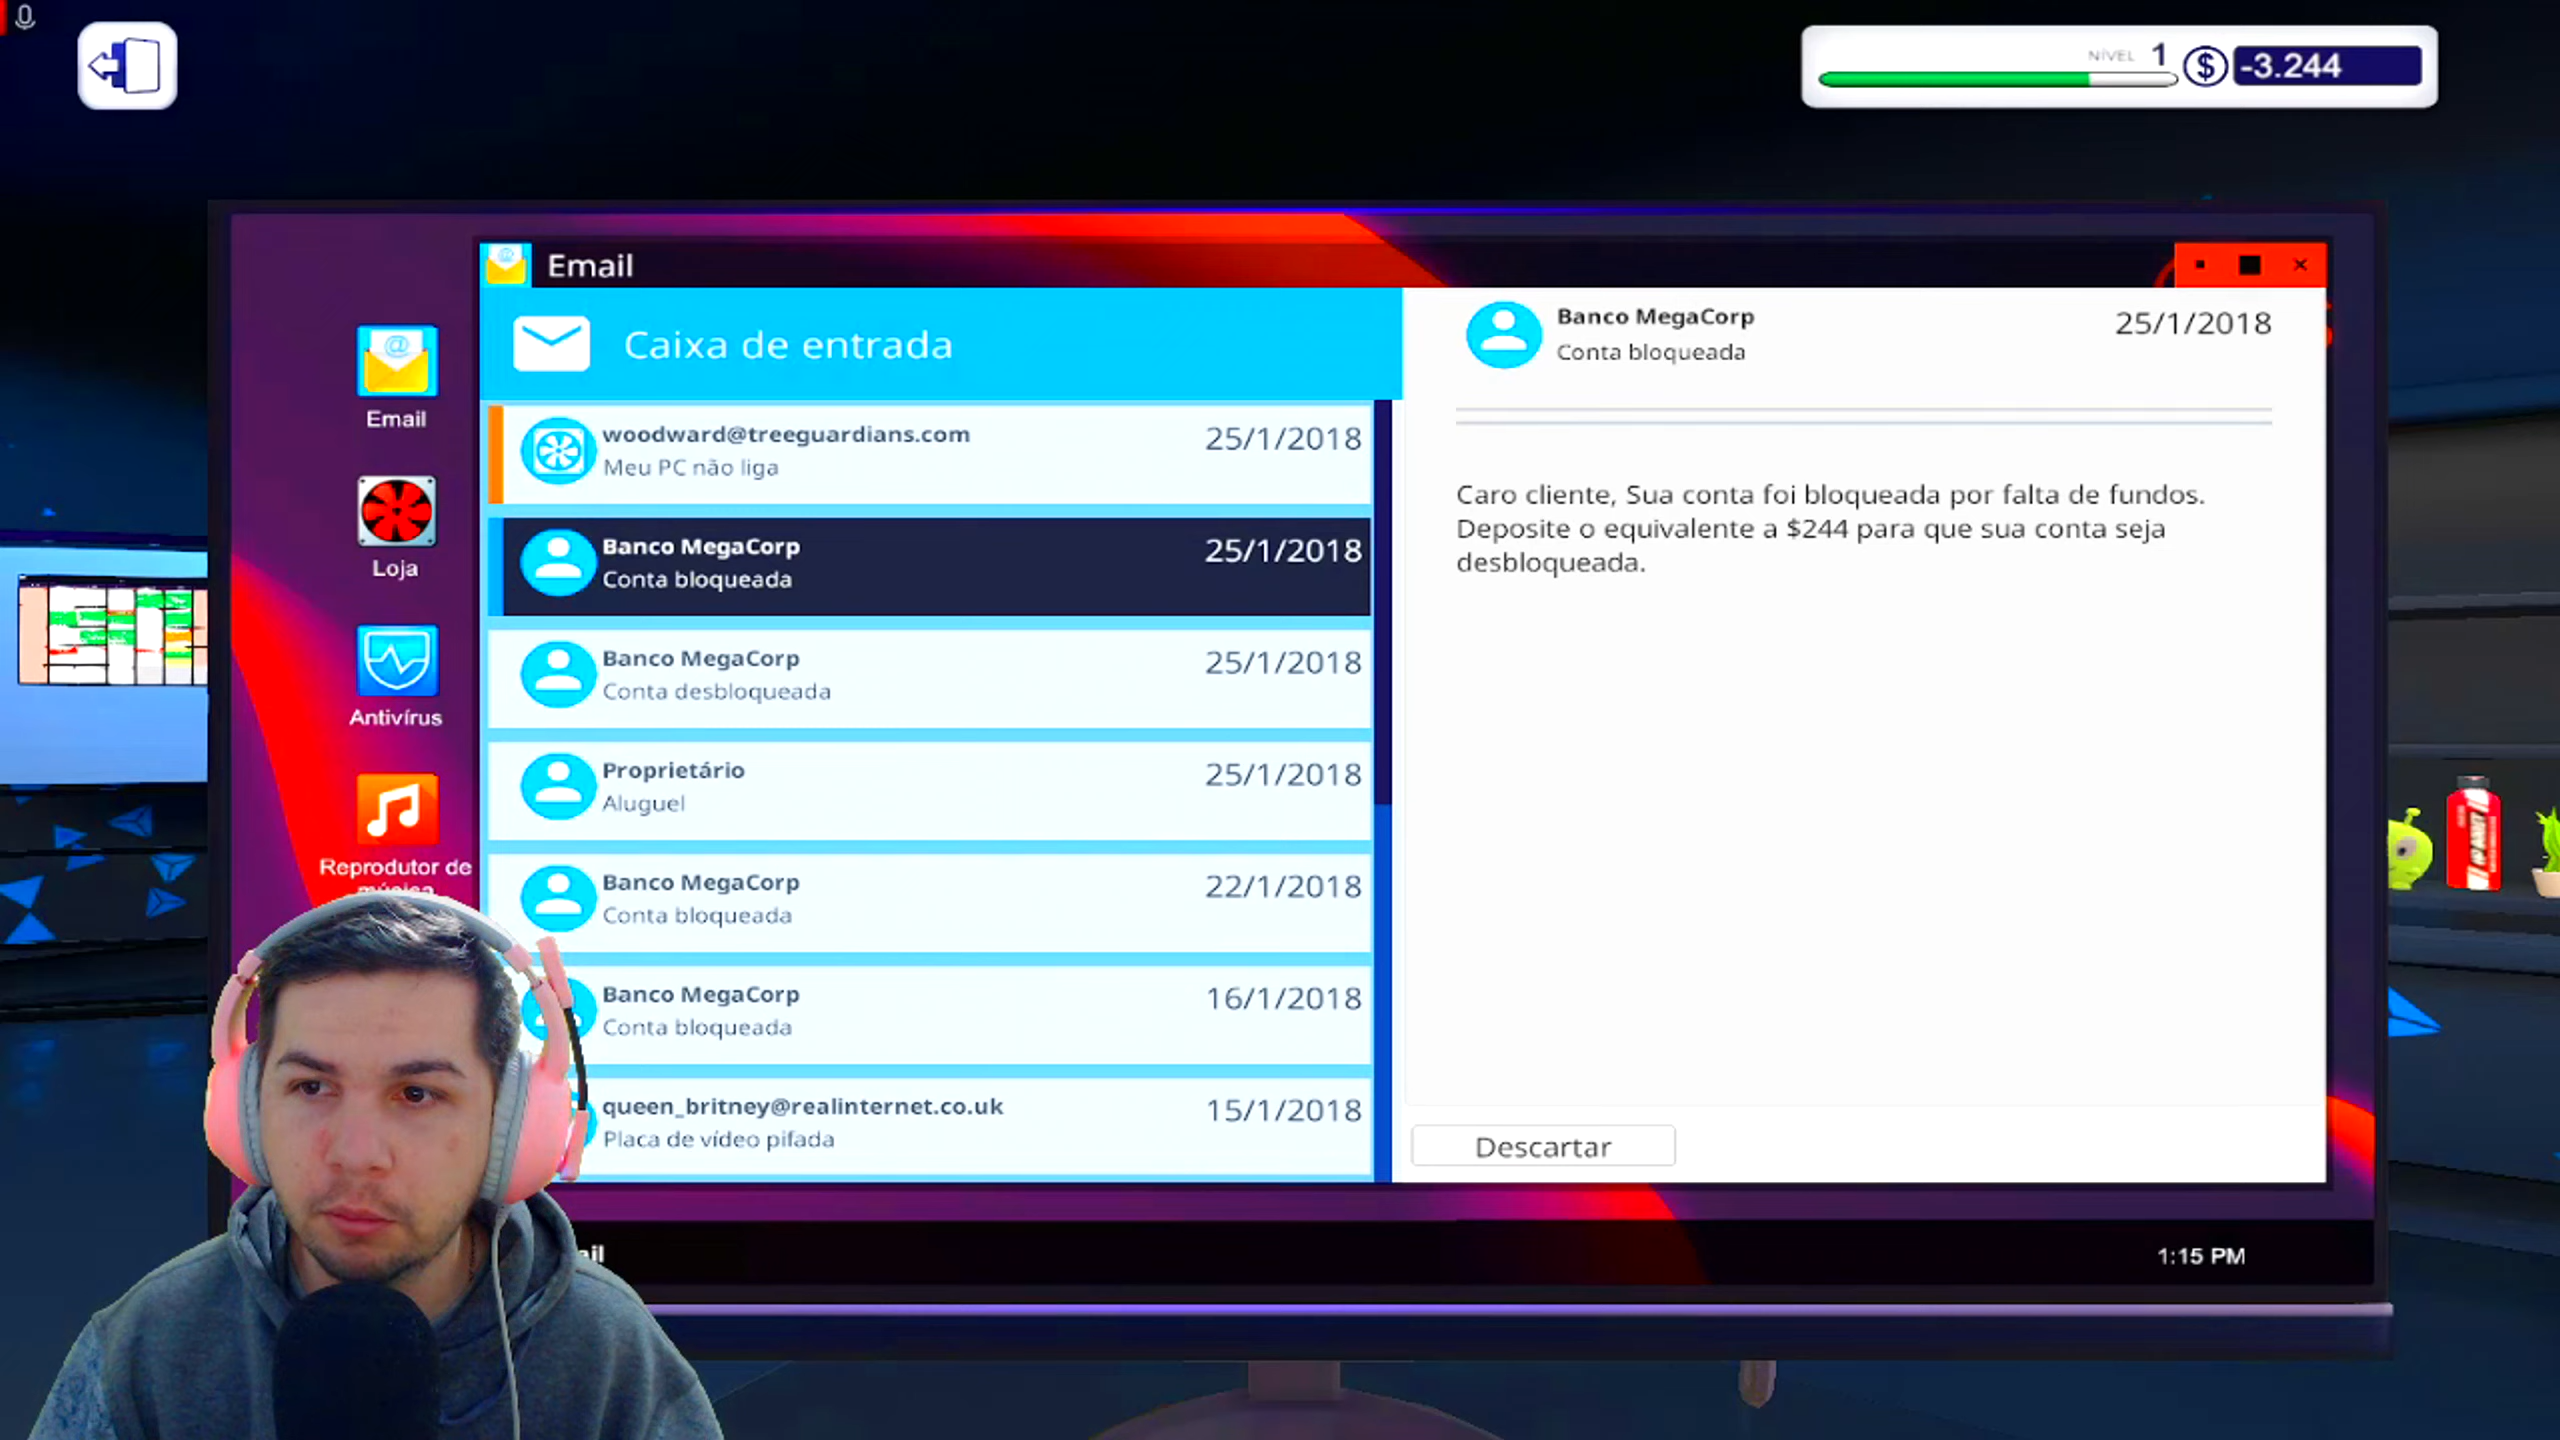 NÍVEL 1
-3.244
Email
Caixa de entrada
woodward@treeguardians.com
25/1/2018
Meu PC não liga
Banco MegaCorp
25/1/2018
Conta bloqueada
Banco MegaCorp
25/1/2018
Conta desbloqueada
Proprietário
25/1/2018
Aluguel
Banco MegaCorp
22/1/2018
Conta bloqueada
Banco MegaCorp
16/1/2018
Conta bloqueada
queen_britney@realinternet.co.uk
15/1/2018
Placa de vídeo pifada
Banco MegaCorp
25/1/2018
Conta bloqueada
Caro cliente, Sua conta foi bloqueada por falta de fundos.
Deposite o equivalente a $244 para que sua conta seja
desbloqueada.
Descartar
Email
Loja
Antivírus
Reprodutor de
música
1:15 PM